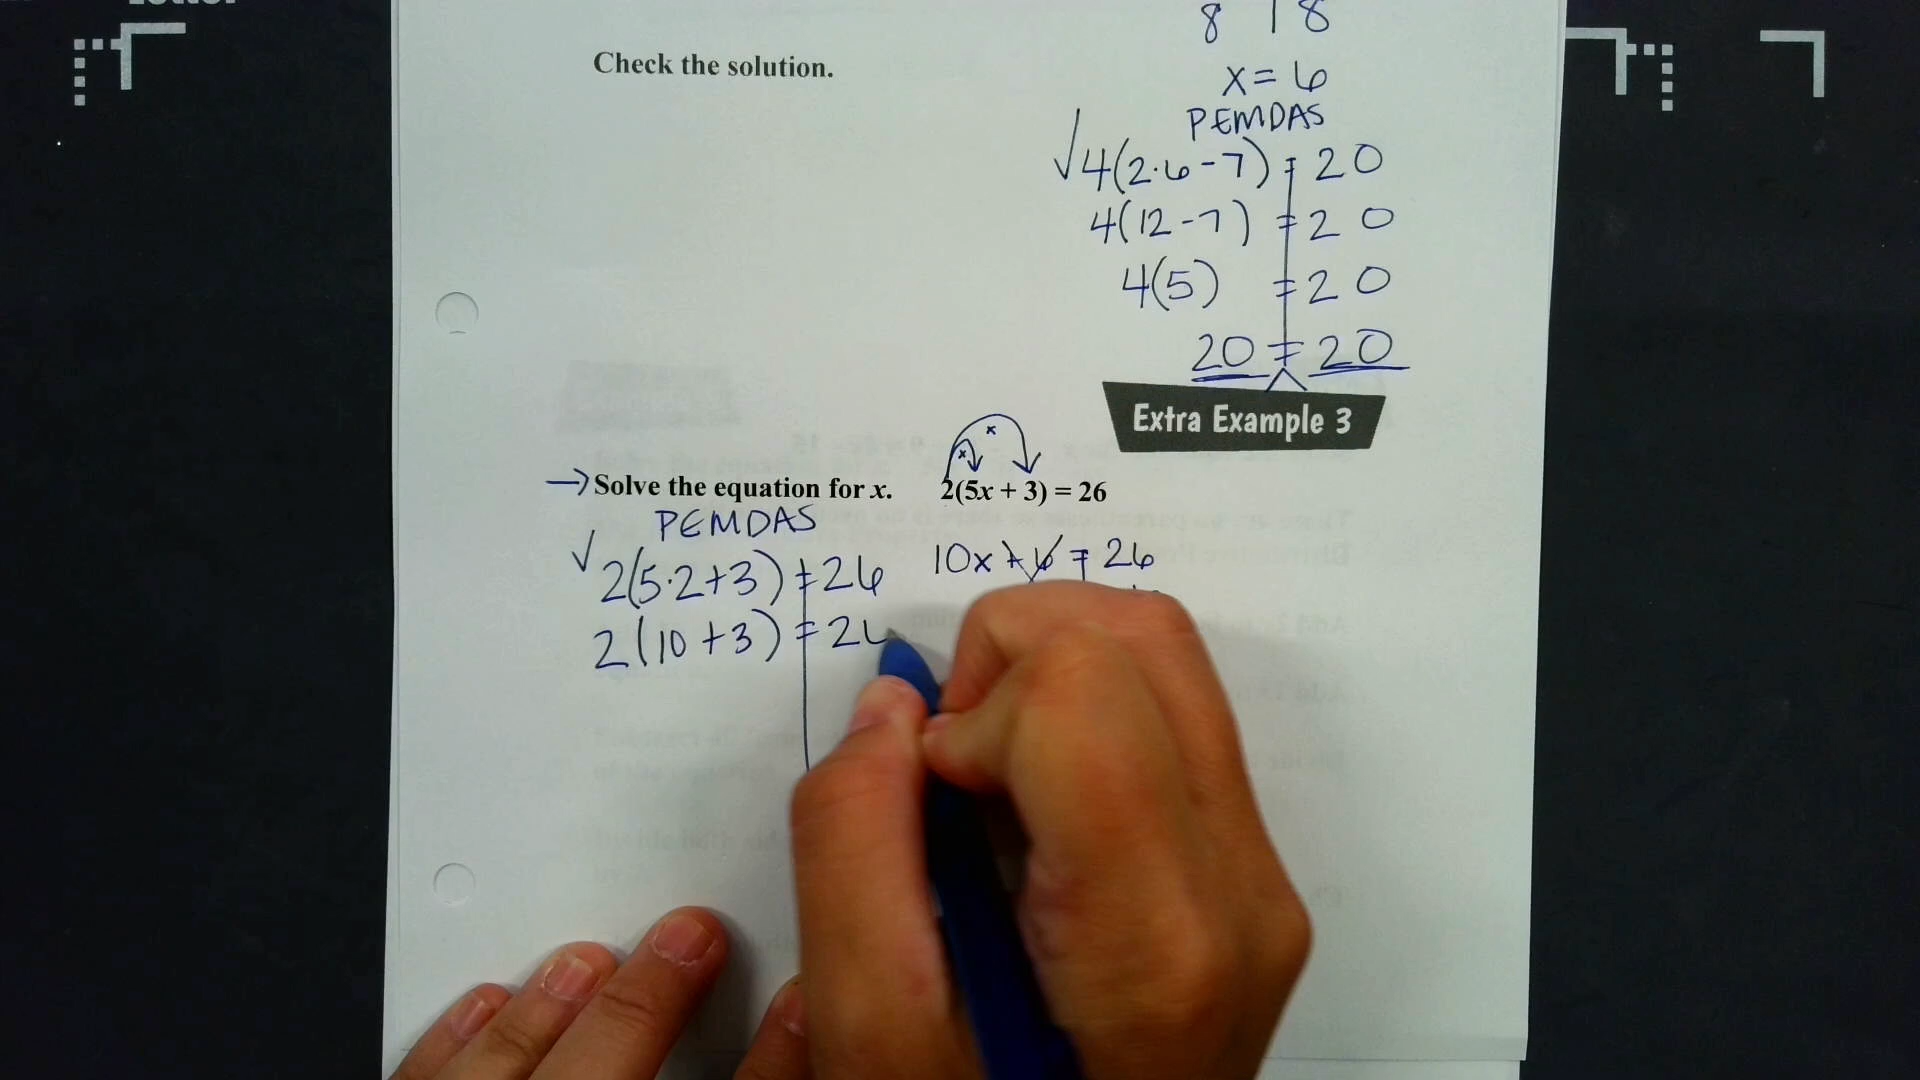 8 | 8
Check the solution.
x = 6
PEMDAS
√ 4(2·6-7) = 20
4(12-7) = 20
4(5) = 20
20 = 20
Extra Example 3
x
x
→ Solve the equation for x. 2(5x + 3) = 26
PEMDAS
√ 2(5·2+3) = 26
10x + 6 = 26
2(10+3) = 26